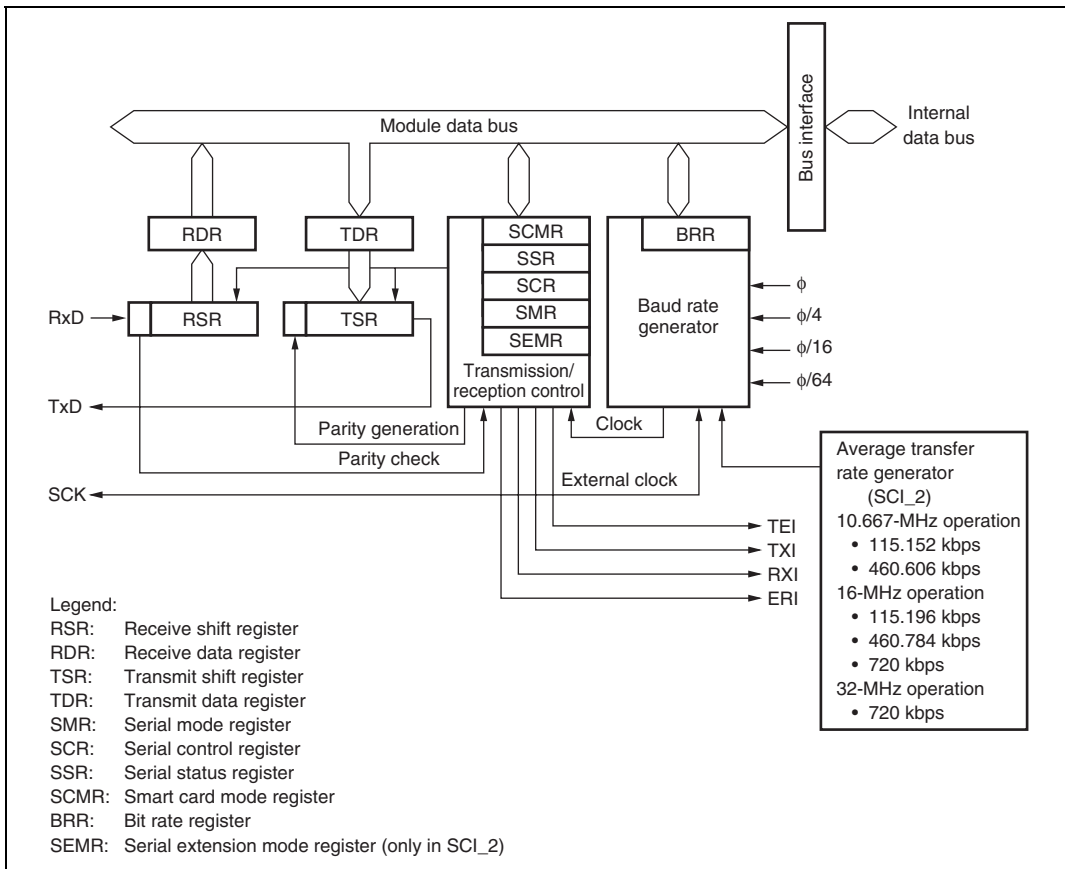 Module data bus
Bus interface
Internal
data bus
RDR
TDR
SCMR
SSR
SCR
SMR
SEMR
Transmission/
reception control
BRR
Baud rate
generator
ϕ
ϕ/4
ϕ/16
ϕ/64
RxD
RSR
TSR
TxD
Parity generation
Parity check
Clock
SCK
External clock
TEI
TXI
RXI
ERI
Average transfer
rate generator
(SCI_2)
10.667-MHz operation
• 115.152 kbps
• 460.606 kbps
16-MHz operation
• 115.196 kbps
• 460.784 kbps
• 720 kbps
32-MHz operation
• 720 kbps
Legend:
RSR: Receive shift register
RDR: Receive data register
TSR: Transmit shift register
TDR: Transmit data register
SMR: Serial mode register
SCR: Serial control register
SSR: Serial status register
SCMR: Smart card mode register
BRR: Bit rate register
SEMR: Serial extension mode register (only in SCI_2)